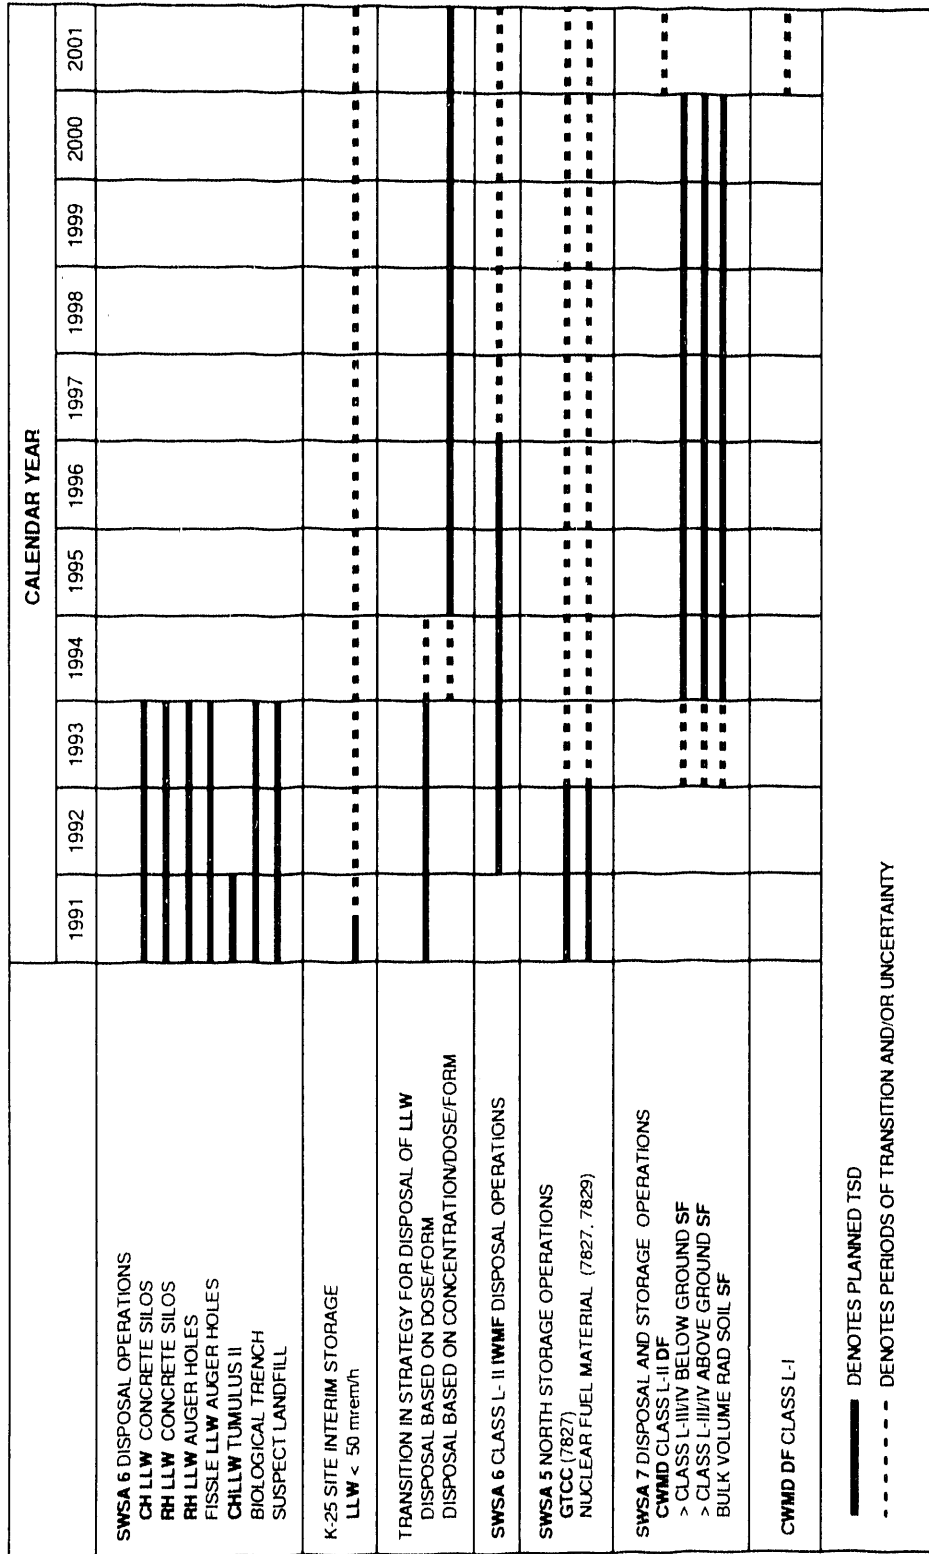 CALENDAR YEAR
1991 1992 1993 1994 1995 1996 1997 1998 1999 2000 2001
SWSA 6 DISPOSAL OPERATIONS
CH LLW CONCRETE SILOS
RH LLW CONCRETE SILOS
RH LLW AUGER HOLES
FISSLE LLW AUGER HOLES
CHLLW TUMULUS II
BIOLOGICAL TRENCH
SUSPECT LANDFILL
K-25 SITE INTERIM STORAGE
LLW < 50 mrem/h
TRANSITION IN STRATEGY FOR DISPOSAL OF LLW
DISPOSAL BASED ON DOSE/FORM
DISPOSAL BASED ON CONCENTRATION/DOSE/FORM
SWSA 6 CLASS L- II IWMF DISPOSAL OPERATIONS
SWSA 5 NORTH STORAGE OPERATIONS
GTCC (7827)
NUCLEAR FUEL MATERIAL (7827, 7829)
SWSA 7 DISPOSAL AND STORAGE OPERATIONS
CWMD CLASS L-II DF
> CLASS L-III/IV BELOW GROUND SF
> CLASS L-III/IV ABOVE GROUND SF
BULK VOLUME RAD SOIL SF
CWMD DF CLASS L-I
DENOTES PLANNED TSD
DENOTES PERIODS OF TRANSITION AND/OR UNCERTAINTY